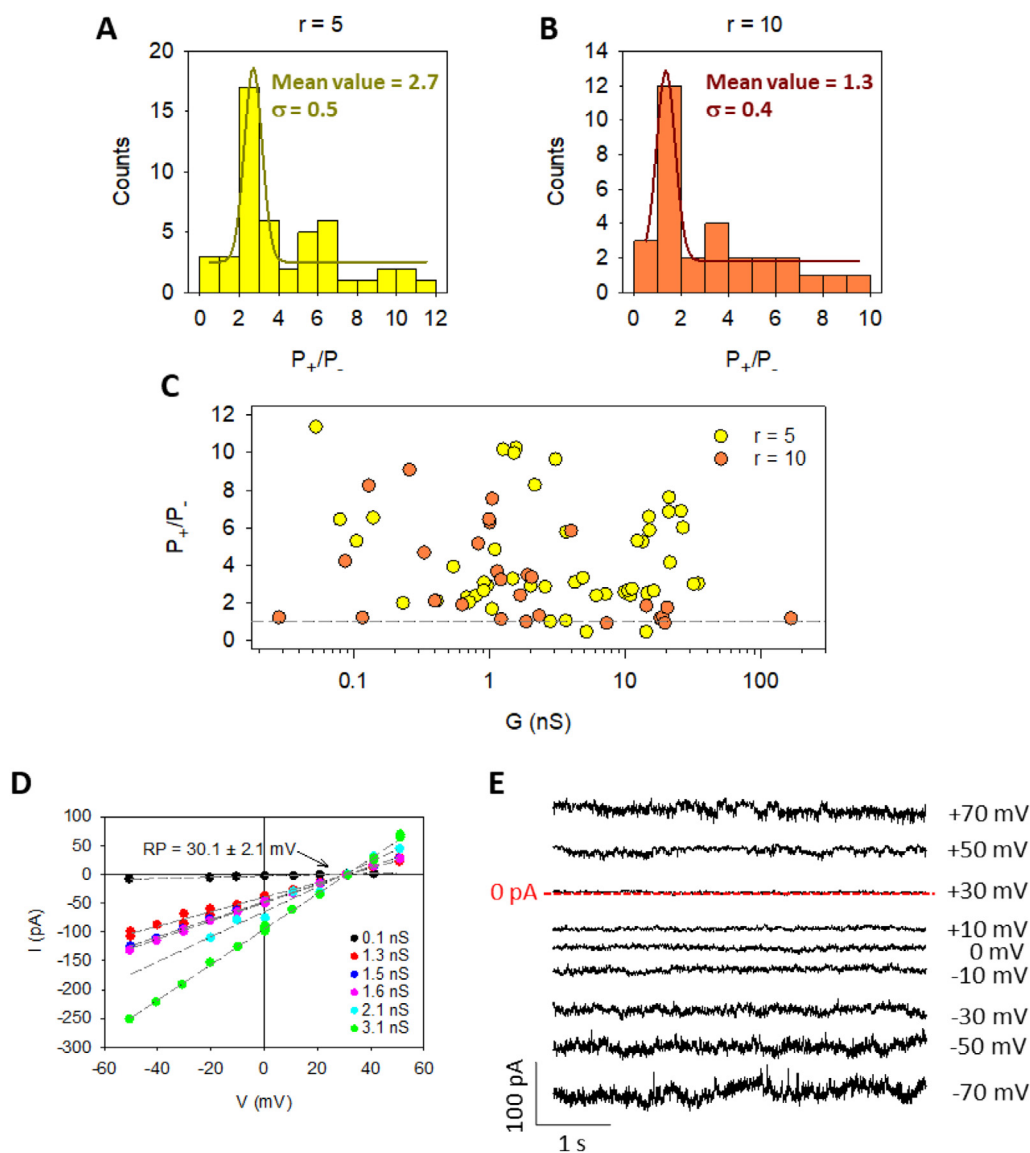 A
r = 5
Mean value = 2.7
σ = 0.5
Counts
20
15
10
5
0
0 2 4 6 8 10 12
P+/P-
B
r = 10
Mean value = 1.3
σ = 0.4
Counts
14
12
10
8
6
4
2
0
0 2 4 6 8 10
P+/P-
C
P+/P-
12
10
8
6
4
2
0
r = 5
r = 10
0.1 1 10 100
G (nS)
D
I (pA)
100
50
0
-50
-100
-150
-200
-250
-300
RP = 30.1 ± 2.1 mV
0.1 nS
1.3 nS
1.5 nS
1.6 nS
2.1 nS
3.1 nS
-60 -40 -20 0 20 40 60
V (mV)
E
+70 mV
+50 mV
0 pA
+30 mV
+10 mV
0 mV
-10 mV
-30 mV
-50 mV
-70 mV
100 pA
1 s